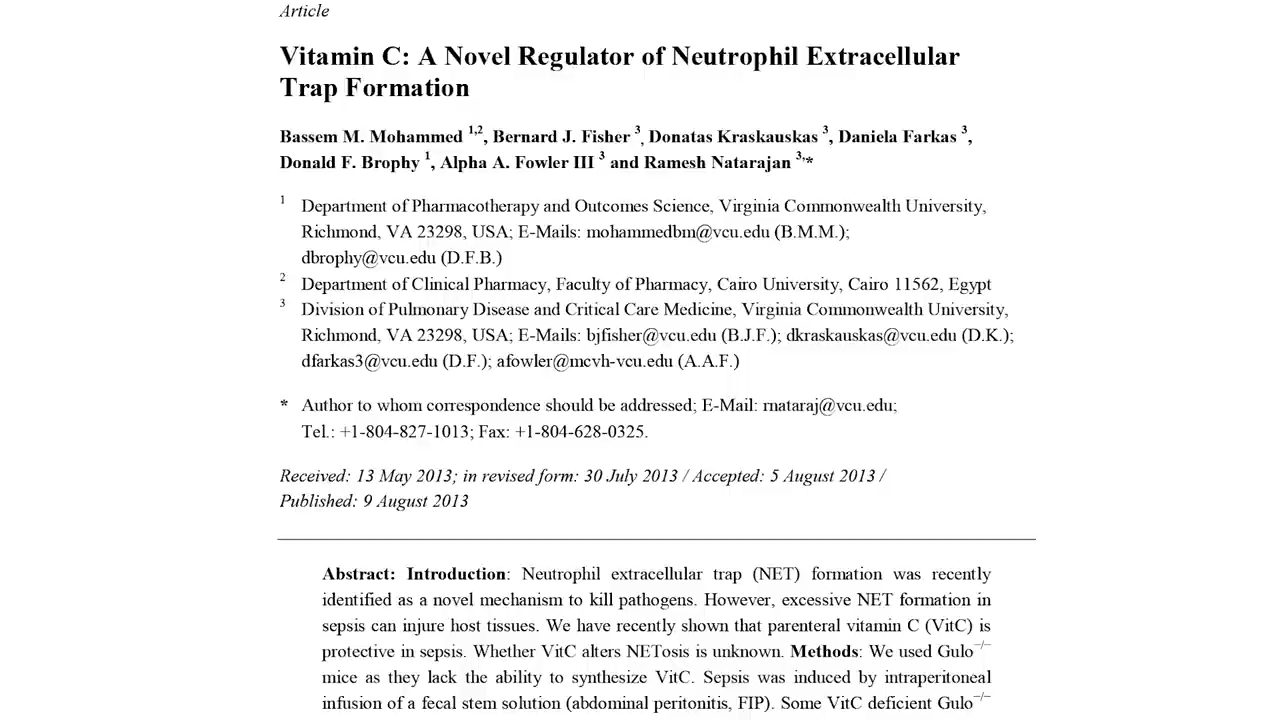 Article
Vitamin C: A Novel Regulator of Neutrophil Extracellular
Trap Formation
Bassem M. Mohammed 1,2, Bernard J. Fisher 3, Donatas Kraskauskas 3, Daniela Farkas 3,
Donald F. Brophy 1, Alpha A. Fowler III 3 and Ramesh Natarajan 3,*
1 Department of Pharmacotherapy and Outcomes Science, Virginia Commonwealth University,
Richmond, VA 23298, USA; E-Mails: mohammedbm@vcu.edu (B.M.M.);
dbrophy@vcu.edu (D.F.B.)
2 Department of Clinical Pharmacy, Faculty of Pharmacy, Cairo University, Cairo 11562, Egypt
3 Division of Pulmonary Disease and Critical Care Medicine, Virginia Commonwealth University,
Richmond, VA 23298, USA; E-Mails: bjfisher@vcu.edu (B.J.F.); dkraskauskas@vcu.edu (D.K.);
dfarkas3@vcu.edu (D.F.); afowler@mcvh-vcu.edu (A.A.F.)
* Author to whom correspondence should be addressed; E-Mail: rnataraj@vcu.edu;
Tel.: +1-804-827-1013; Fax: +1-804-628-0325.
Received: 13 May 2013; in revised form: 30 July 2013 / Accepted: 5 August 2013 /
Published: 9 August 2013
Abstract: Introduction: Neutrophil extracellular trap (NET) formation was recently
identified as a novel mechanism to kill pathogens. However, excessive NET formation in
sepsis can injure host tissues. We have recently shown that parenteral vitamin C (VitC) is
protective in sepsis. Whether VitC alters NETosis is unknown. Methods: We used Gulo−/−
mice as they lack the ability to synthesize VitC. Sepsis was induced by intraperitoneal
infusion of a fecal stem solution (abdominal peritonitis, FIP). Some VitC deficient Gulo−/−